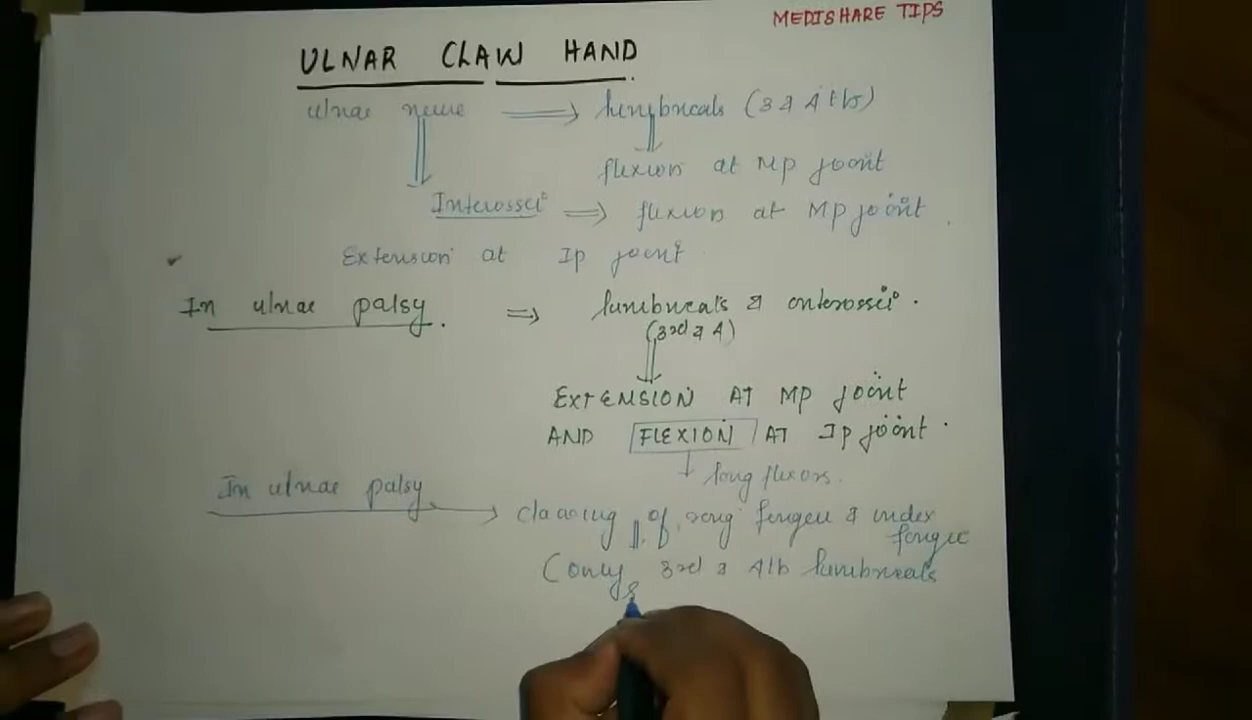 MEDISHARE TIPS
ULNAR CLAW HAND
ulnar nerve ⟹ lumbricals (3 & 4th)
flexion at MP joint
Interossei ⟹ flexion at MP joint
Extension at Ip joint
In ulnar palsy. ⟹ lumbricals & interossei.
(3rd & 4)
EXTENSION AT MP joint
AND FLEXION AT Ip joint.
↓ long flexors.
In ulnar palsy → clawing of ring finger & index
finger
(only 3rd & 4th lumbricals
&